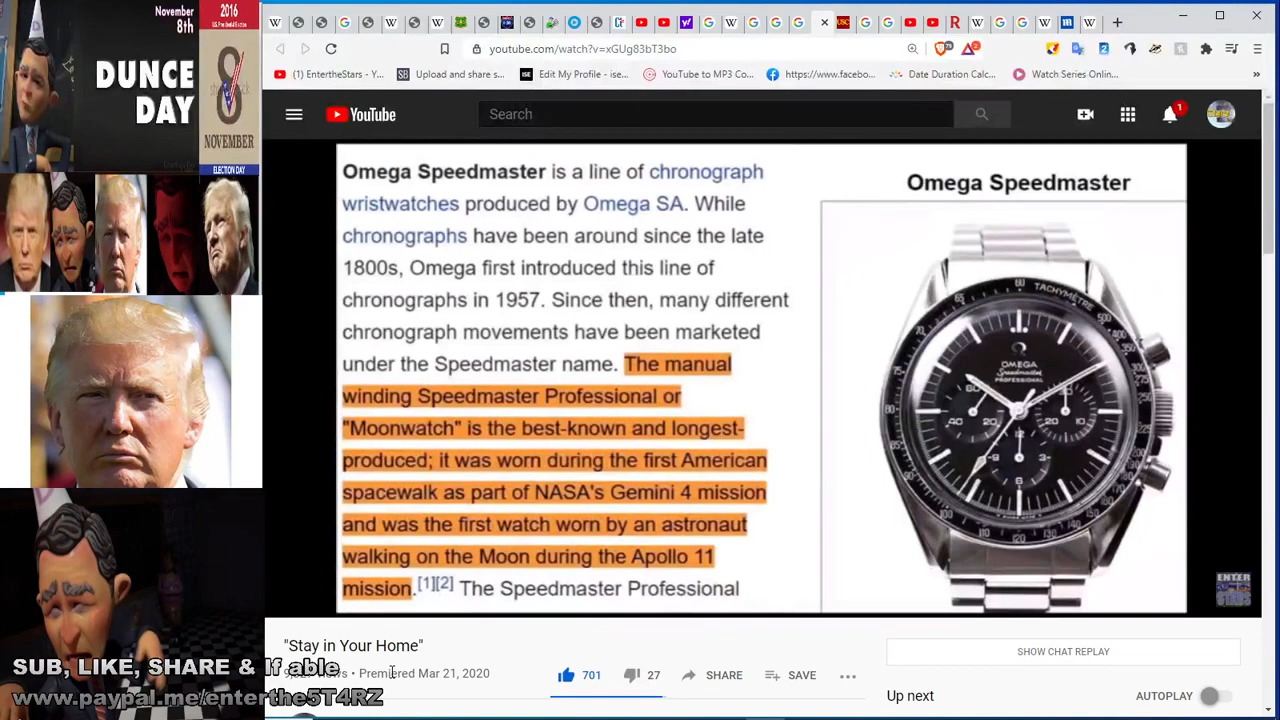 November
8th
DUNCE
DAY
2016
8
NOVEMBER
ELECTION DAY
youtube.com/watch?v=xGUg83bT3bo
(1) EntertheStars - Y...
Upload and share s...
Edit My Profile - ise...
YouTube to MP3 Co...
https://www.facebo...
Date Duration Calc...
Watch Series Onlin...
YouTube
Search
1
Omega Speedmaster is a line of chronograph
wristwatches produced by Omega SA. While
chronographs have been around since the late
1800s, Omega first introduced this line of
chronographs in 1957. Since then, many different
chronograph movements have been marketed
under the Speedmaster name. The manual
winding Speedmaster Professional or
"Moonwatch" is the best-known and longest-
produced; it was worn during the first American
spacewalk as part of NASA's Gemini 4 mission
and was the first watch worn by an astronaut
walking on the Moon during the Apollo 11
mission.[1][2] The Speedmaster Professional
Omega Speedmaster
TACHYMÈTRE
OMEGA
Speedmaster
PROFESSIONAL
ENTER
STARS
"Stay in Your Home"
Premiered Mar 21, 2020
701
27
SHARE
SAVE
SHOW CHAT REPLAY
Up next
AUTOPLAY
SUB, LIKE, SHARE & If able
www.paypal.me/enterthe5T4RZ